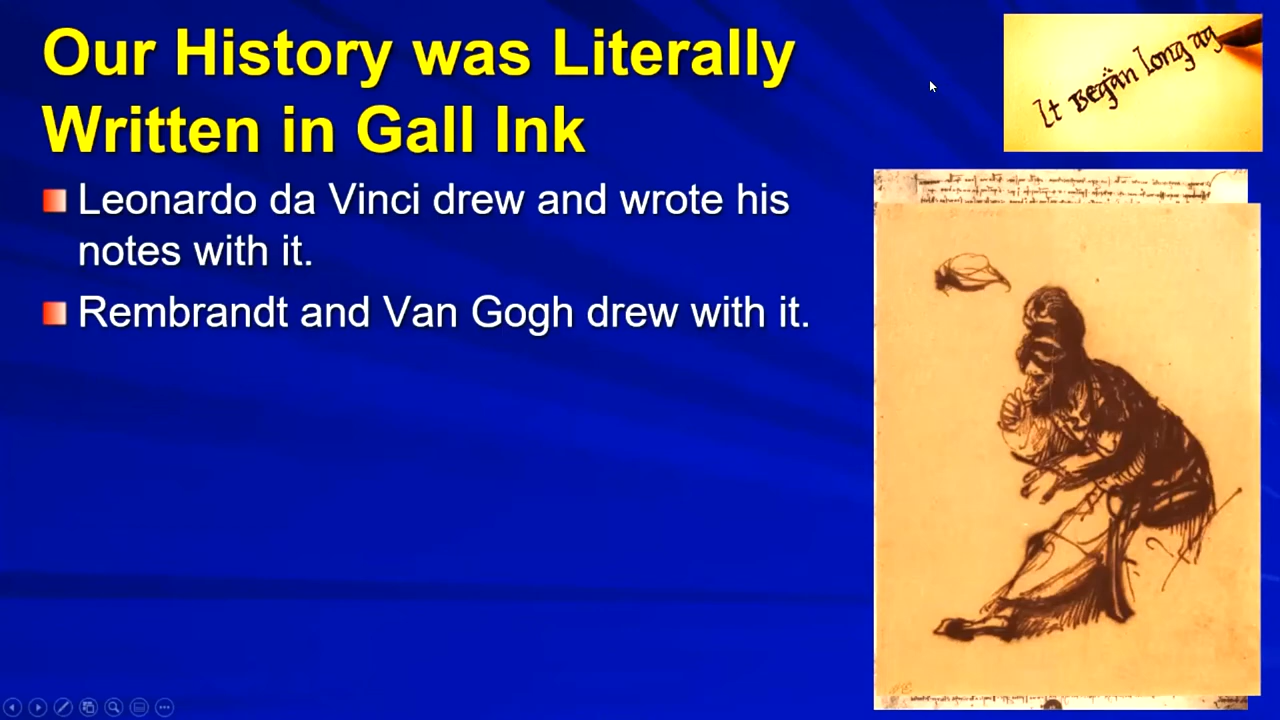 Our History was Literally
Written in Gall Ink
It Began long ag
Leonardo da Vinci drew and wrote his
notes with it.
Rembrandt and Van Gogh drew with it.